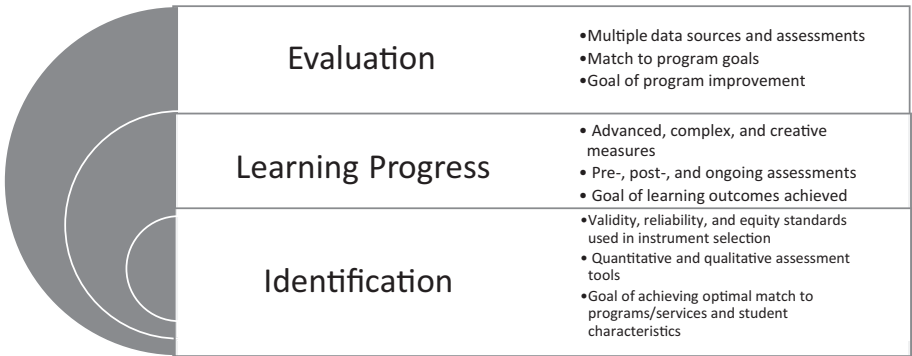 Evaluation
•Multiple data sources and assessments
•Match to program goals
•Goal of program improvement
Learning Progress
• Advanced, complex, and creative
measures
• Pre-, post-, and ongoing assessments
• Goal of learning outcomes achieved
Identification
•Validity, reliability, and equity standards
used in instrument selection
• Quantitative and qualitative assessment
tools
•Goal of achieving optimal match to
programs/services and student
characteristics